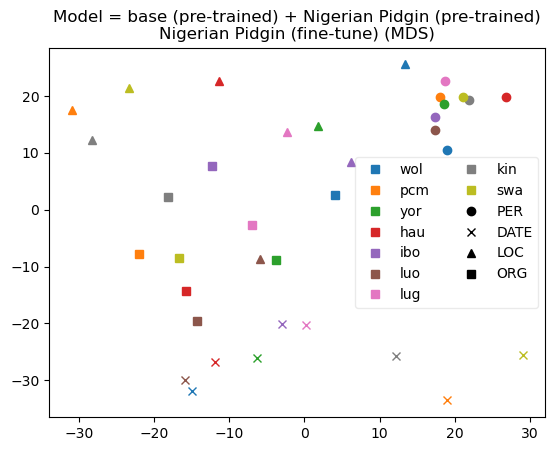 Model = base (pre-trained) + Nigerian Pidgin (pre-trained)
Nigerian Pidgin (fine-tune) (MDS)
20
10
0
−10
−20
−30
−30
−20
−10
0
10
20
30
wol
pcm
yor
hau
ibo
luo
lug
kin
swa
PER
DATE
LOC
ORG